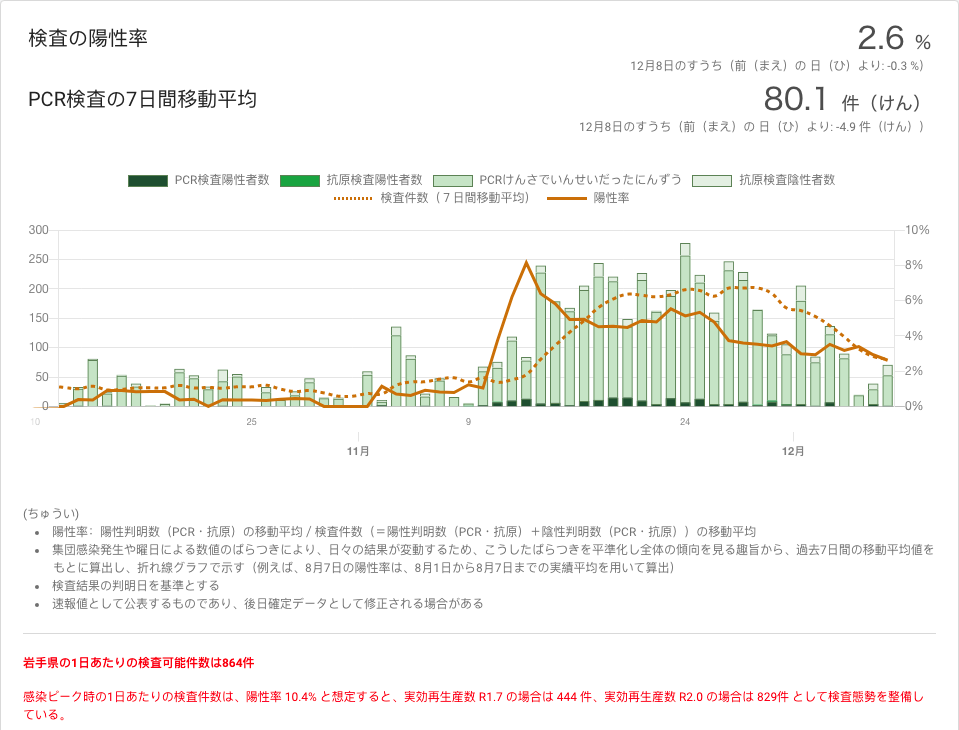 検査の陽性率
2.6 %
12月8日のすうち（前（まえ）の 日（ひ）より: -0.3 %）
PCR検査の7日間移動平均
80.1 件（けん）
12月8日のすうち（前（まえ）の 日（ひ）より: -4.9 件（けん））
PCR検査陽性者数 抗原検査陽性者数 PCRけんさでいんせいだったにんずう 抗原検査陰性者数
検査件数（７日間移動平均） 陽性率
300 10%
250 8%
200 6%
150 4%
100 2%
50 0%
0
10 25 9 24
11月 12月
(ちゅうい)
• 陽性率：陽性判明数（PCR・抗原）の移動平均 / 検査件数（＝陽性判明数（PCR・抗原）＋陰性判明数（PCR・抗原））の移動平均
• 集団感染発生や曜日による数値のばらつきにより、日々の結果が変動するため、こうしたばらつきを平準化し全体の傾向を見る趣旨から、過去7日間の移動平均値を
もとに算出し、折れ線グラフで示す（例えば、8月7日の陽性率は、8月1日から8月7日までの実績平均を用いて算出）
• 検査結果の判明日を基準とする
• 速報値として公表するものであり、後日確定データとして修正される場合がある
岩手県の1日あたりの検査可能件数は864件
感染ピーク時の1日あたりの検査件数は、陽性率 10.4% と想定すると、実効再生産数 R1.7 の場合は 444 件、実効再生産数 R2.0 の場合は 829件 として検査態勢を整備し
ている。